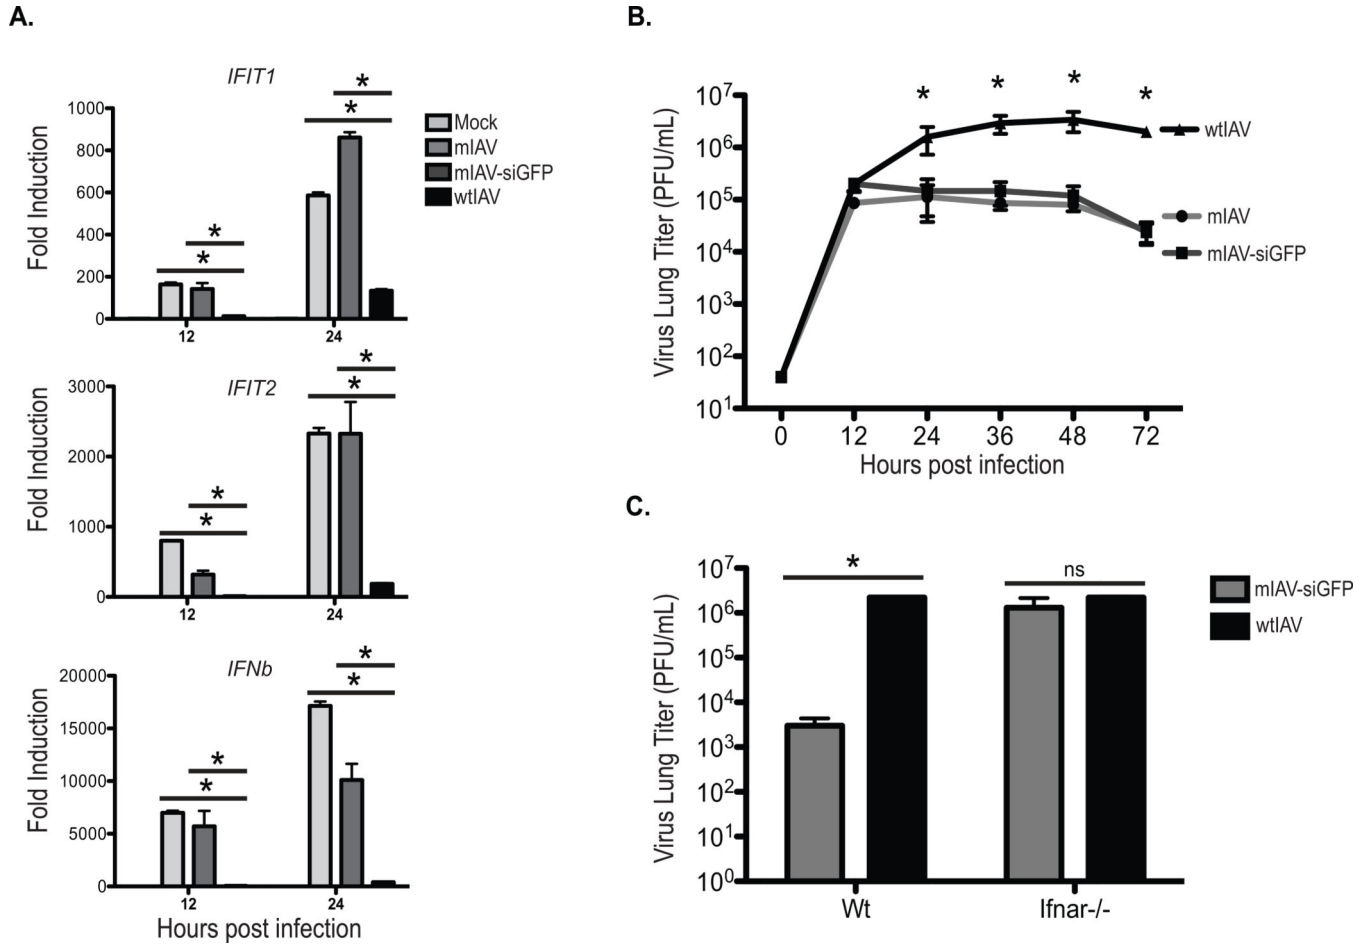 A.
IFIT1
*
*
1000
800
600
400
200
0
Fold Induction
*
*
12
24
Mock
mIAV
mIAV-siGFP
wtIAV
IFIT2
*
*
3000
2000
1000
0
Fold Induction
*
*
12
24
IFNb
*
*
20000
15000
10000
5000
0
Fold Induction
*
*
12
24
Hours post infection
B.
* * * *
10⁷
10⁶
10⁵
10⁴
10³
10²
10¹
Virus Lung Titer (PFU/mL)
wtIAV
mIAV
mIAV-siGFP
0 12 24 36 48 72
Hours post infection
C.
10⁷
10⁶
10⁵
10⁴
10³
10²
10¹
10⁰
Virus Lung Titer (PFU/mL)
*
ns
mIAV-siGFP
wtIAV
Wt
Ifnar-/-